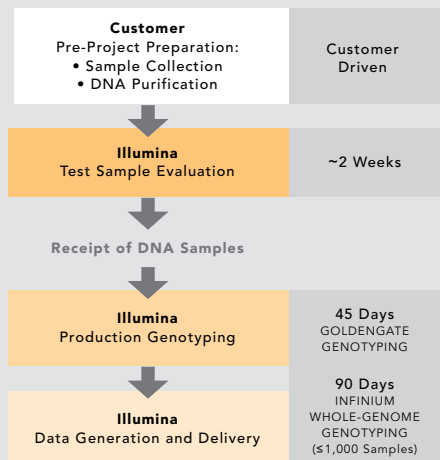 Customer
Pre-Project Preparation:
• Sample Collection
• DNA Purification
Customer
Driven
Illumina
Test Sample Evaluation
~2 Weeks
Receipt of DNA Samples
Illumina
Production Genotyping
45 Days
GOLDENGATE
GENOTYPING
Illumina
Data Generation and Delivery
90 Days
INFINIUM
WHOLE-GENOME
GENOTYPING
(≤1,000 Samples)